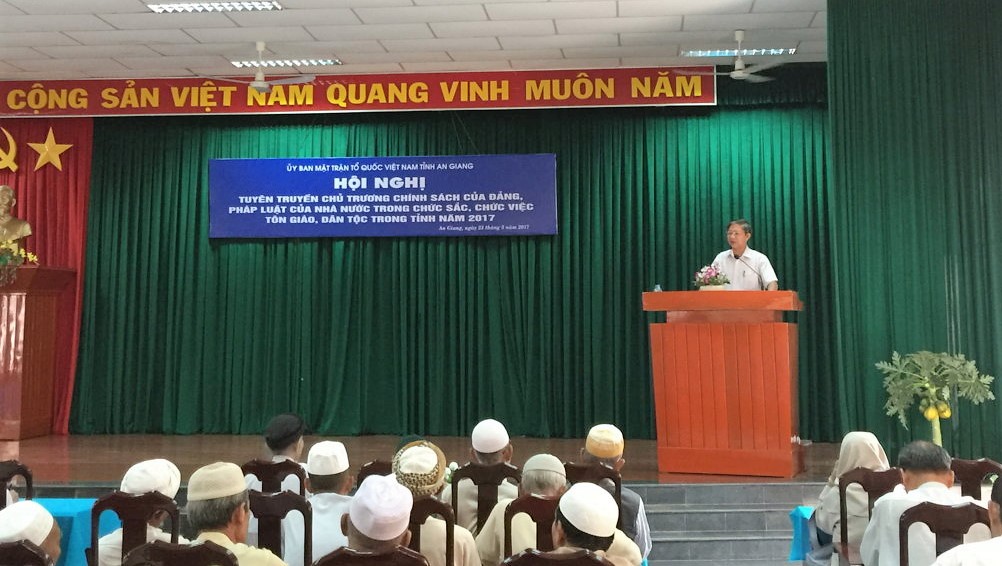 CỘNG SẢN VIỆT NAM QUANG VINH MUÔN NĂM
ỦY BAN MẶT TRẬN TỔ QUỐC VIỆT NAM TỈNH AN GIANG
HỘI NGHỊ
TUYÊN TRUYỀN CHỦ TRƯƠNG CHÍNH SÁCH CỦA ĐẢNG,
PHÁP LUẬT CỦA NHÀ NƯỚC TRONG CHỨC SẮC, CHỨC VIỆC
TÔN GIÁO, DÂN TỘC TRONG TỈNH NĂM 2017
An Giang, ngày 23 tháng 5 năm 2017